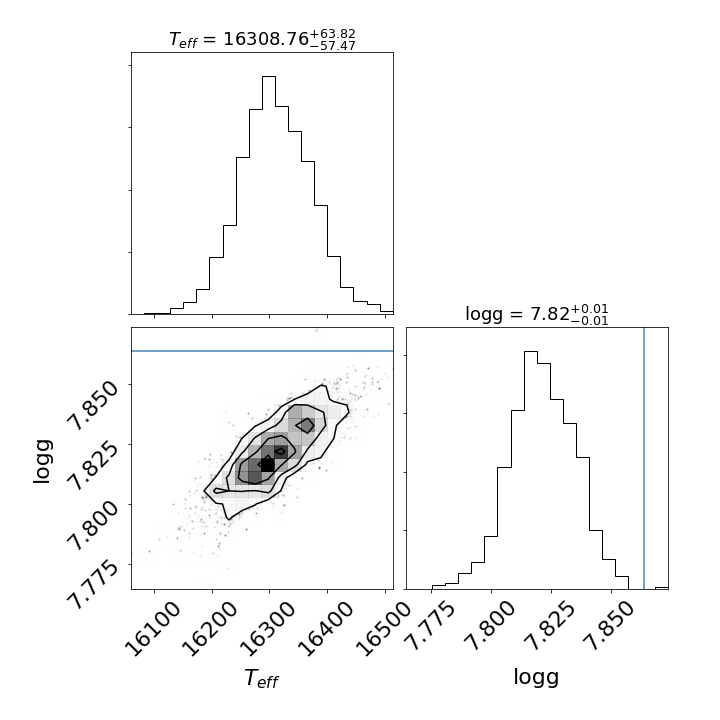 T_eff = 16308.76^{+63.82}_{-57.47}
logg = 7.82^{+0.01}_{-0.01}
7.850
7.825
7.800
7.775
logg
16100
16200
16300
16400
16500
T_eff
7.775
7.800
7.825
7.850
logg